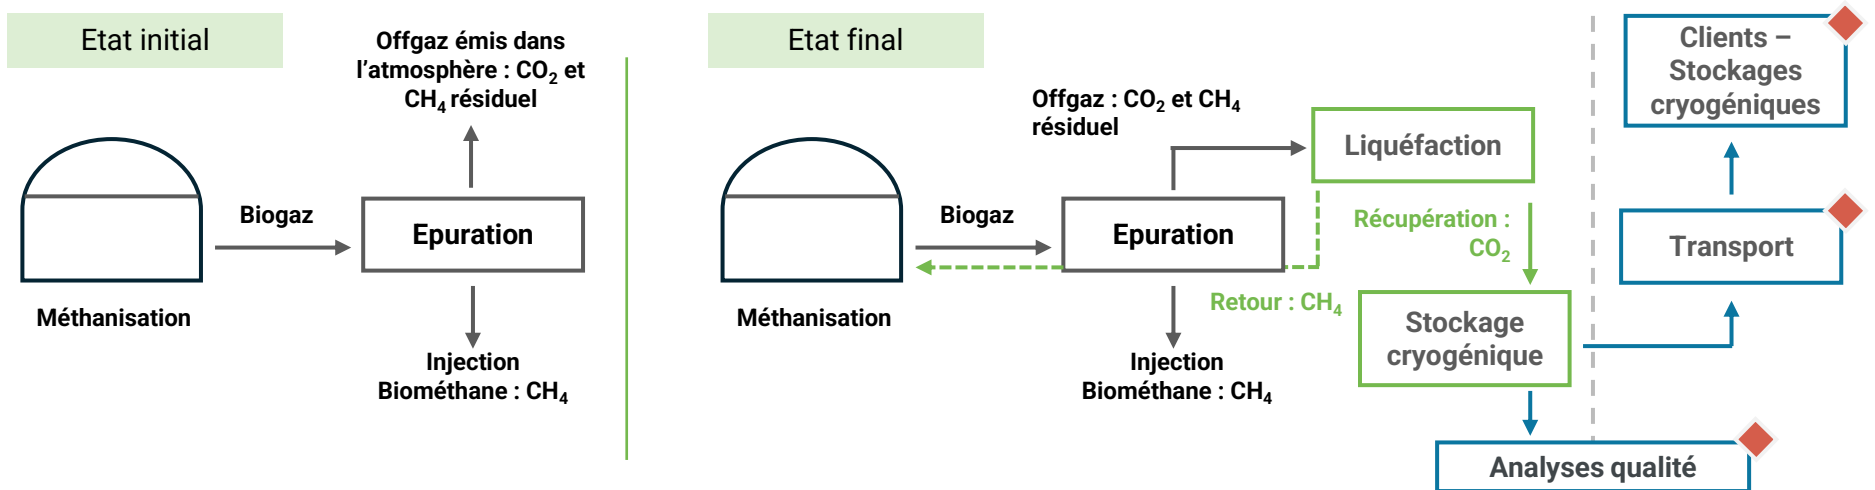 Etat initial
Offgaz émis dans
l'atmosphère : CO₂ et
CH₄ résiduel
Biogaz
Epuration
Méthanisation
Injection
Biométhane : CH₄
Etat final
Offgaz : CO₂ et CH₄
résiduel
Liquéfaction
Biogaz
Epuration
Récupération :
CO₂
Retour : CH₄
Méthanisation
Stockage
cryogénique
Injection
Biométhane : CH₄
Analyses qualité
Clients –
Stockages
cryogéniques
Transport